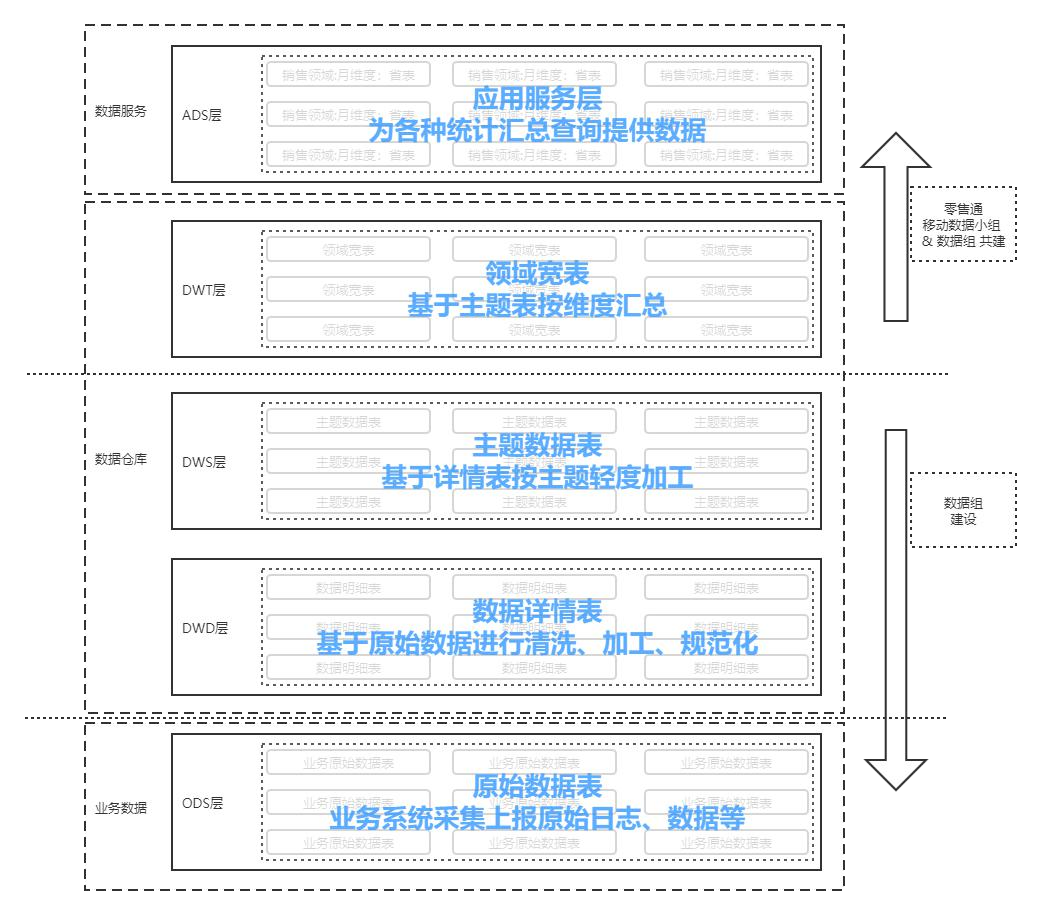 销售领域:月维度：省表 销售领域:月维度：省表 销售领域:月维度：省表
应用服务层
数据服务
ADS层
销售领域:月维度：省表 销售领域:月维度：省表 销售领域:月维度：省表
为各种统计汇总查询提供数据
销售领域:月维度：省表 销售领域:月维度：省表 销售领域:月维度：省表
零售通
移动数据小组
& 数据组 共建
领域宽表 领域宽表 领域宽表
领域宽表
DWT层
领域宽表 领域宽表 领域宽表
基于主题表按维度汇总
领域宽表 领域宽表 领域宽表
主题数据表 主题数据表 主题数据表
主题数据表
数据仓库
DWS层
主题数据表 主题数据表 主题数据表
基于详情表按主题轻度加工
主题数据表 主题数据表 主题数据表
数据组
建设
数据明细表 数据明细表 数据明细表
数据详情表
DWD层
数据明细表 数据明细表 数据明细表
基于原始数据进行清洗、加工、规范化
数据明细表 数据明细表 数据明细表
业务原始数据表 业务原始数据表 业务原始数据表
原始数据表
业务数据
ODS层
业务原始数据表 业务原始数据表 业务原始数据表
业务系统采集上报原始日志、数据等
业务原始数据表 业务原始数据表 业务原始数据表